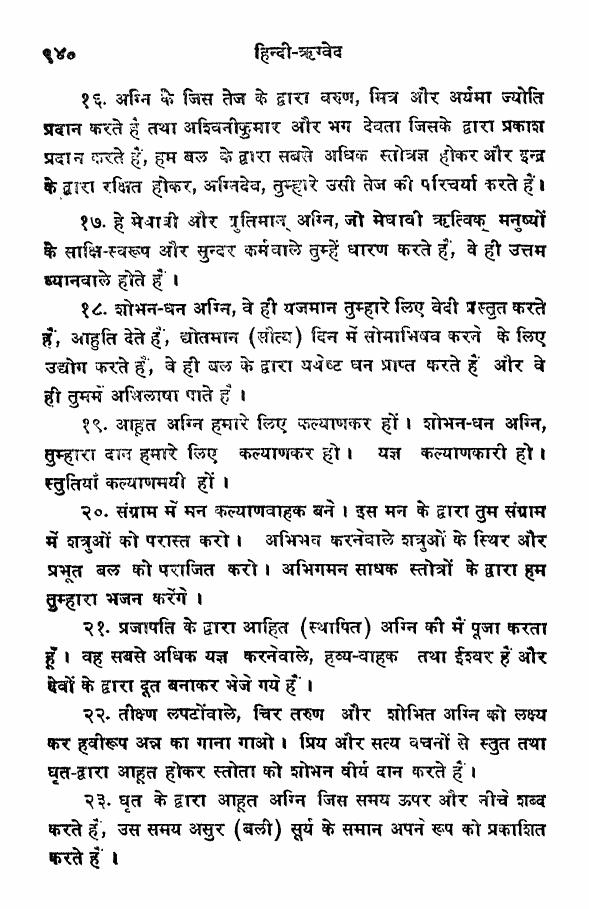 ९४० हिन्दी-ऋग्वेद
१६. अग्नि के जिस तेज के द्वारा वरुण, मित्र और अर्यमा ज्योति
प्रदान करते हैं तथा अश्विनीकुमार और भग देवता जिसके द्वारा प्रकाश
प्रदान करते हैं, हम बल के द्वारा सबसे अधिक स्तोत्रज्ञ होकर और इन्द्र
के द्वारा रक्षित होकर, अग्निदेव, तुम्हारे उसी तेज की परिचर्या करते हैं।
१७. हे मेधावी और द्युतिमान् अग्नि, जो मेधावी ऋत्विक् मनुष्यों
के साक्षि-स्वरूप और सुन्दर कर्मवाले तुम्हें धारण करते हैं, वे ही उत्तम
ध्यानवाले होते हैं ।
१८. शोभन-धन अग्नि, वे ही यजमान तुम्हारे लिए वेदी प्रस्तुत करते
हैं, आहुति देते हैं, द्योतमान (सौत्य) दिन में सोमाभिषव करने के लिए
उद्योग करते हैं, वे ही बल के द्वारा यथेष्ट धन प्राप्त करते हैं और वे
ही तुममें अभिलाषा पाते हैं ।
१९. आहूत अग्नि हमारे लिए कल्याणकर हों। शोभन-धन अग्नि,
तुम्हारा दान हमारे लिए कल्याणकर हो। यज्ञ कल्याणकारी हो।
स्तुतियाँ कल्याणमयी हों ।
२०. संग्राम में मन कल्याणवाहक बने । इस मन के द्वारा तुम संग्राम
में शत्रुओं को परास्त करो। अभिभव करनेवाले शत्रुओं के स्थिर और
प्रभूत बल को पराजित करो । अभिगमन साधक स्तोत्रों के द्वारा हम
तुम्हारा भजन करेंगे ।
२१. प्रजापति के द्वारा आहित (स्थापित) अग्नि की मैं पूजा करता
हूँ । वह सबसे अधिक यज्ञ करनेवाले, हव्य-वाहक तथा ईश्वर हैं और
देवों के द्वारा दूत बनाकर भेजे गये हैं ।
२२. तीक्ष्ण लपटोंवाले, चिर तरुण और शोभित अग्नि को लक्ष्य
कर हवीरूप अन्न का गाना गाओ । प्रिय और सत्य वचनों से स्तुत तथा
घृत-द्वारा आहूत होकर स्तोता को शोभन वीर्य दान करते हैं।
२३. घृत के द्वारा आहूत अग्नि जिस समय ऊपर और नीचे शब्द
करते हैं, उस समय असुर (बली) सूर्य के समान अपने रूप को प्रकाशित
करते हैं ।